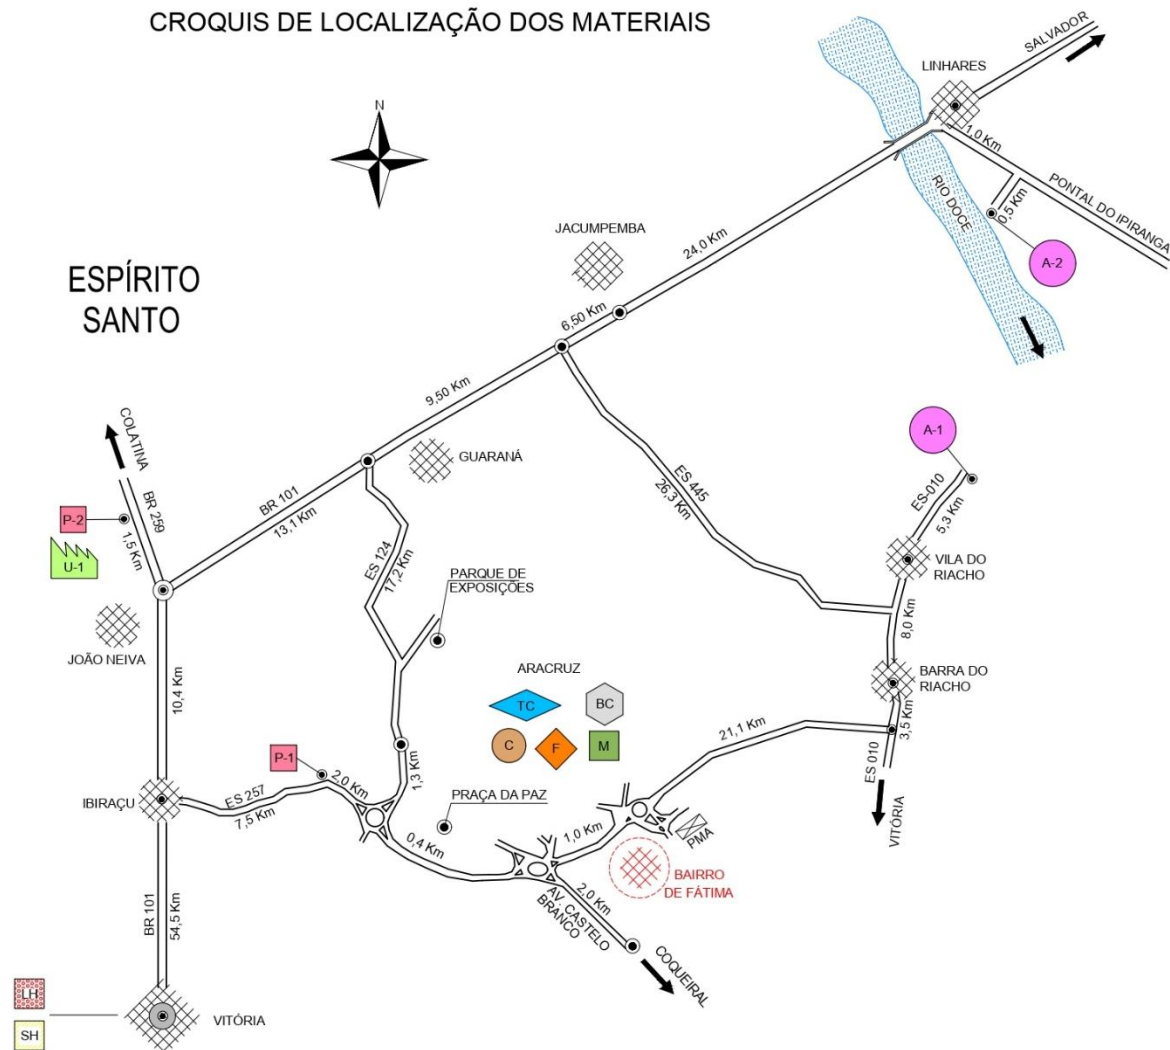 CROQUIS DE LOCALIZAÇÃO DOS MATERIAIS
SALVADOR
LINHARES
N
1,0 Km
PONTAL DO IPIRANGA
0,5 Km
RIO DOCE
A-2
JACUMPEMBA
24,0 Km
6,50 Km
ESPÍRITO
SANTO
9,50 Km
COLATINA
A-1
GUARANÁ
ES 445
26,3 Km
ES-010
5,3 Km
BR 259
1,5 Km
P-2
U-1
BR 101
13,1 Km
ES 124
17,2 Km
VILA DO
RIACHO
PARQUE DE
EXPOSIÇÕES
8,0 Km
JOÃO NEIVA
10,4 Km
ARACRUZ
BARRA DO
RIACHO
TC
BC
C
F
M
21,1 Km
3,5 Km
ES 010
VITÓRIA
P-1
2,0 Km
1,3 Km
IBIRAÇU
ES 257
7,5 Km
PRAÇA DA PAZ
0,4 Km
1,0 Km
PMA
BAIRRO
DE FÁTIMA
2,0 Km
AV. CASTELO
BRANCO
COQUEIRAL
BR 101
54,5 Km
LH
SH
VITÓRIA